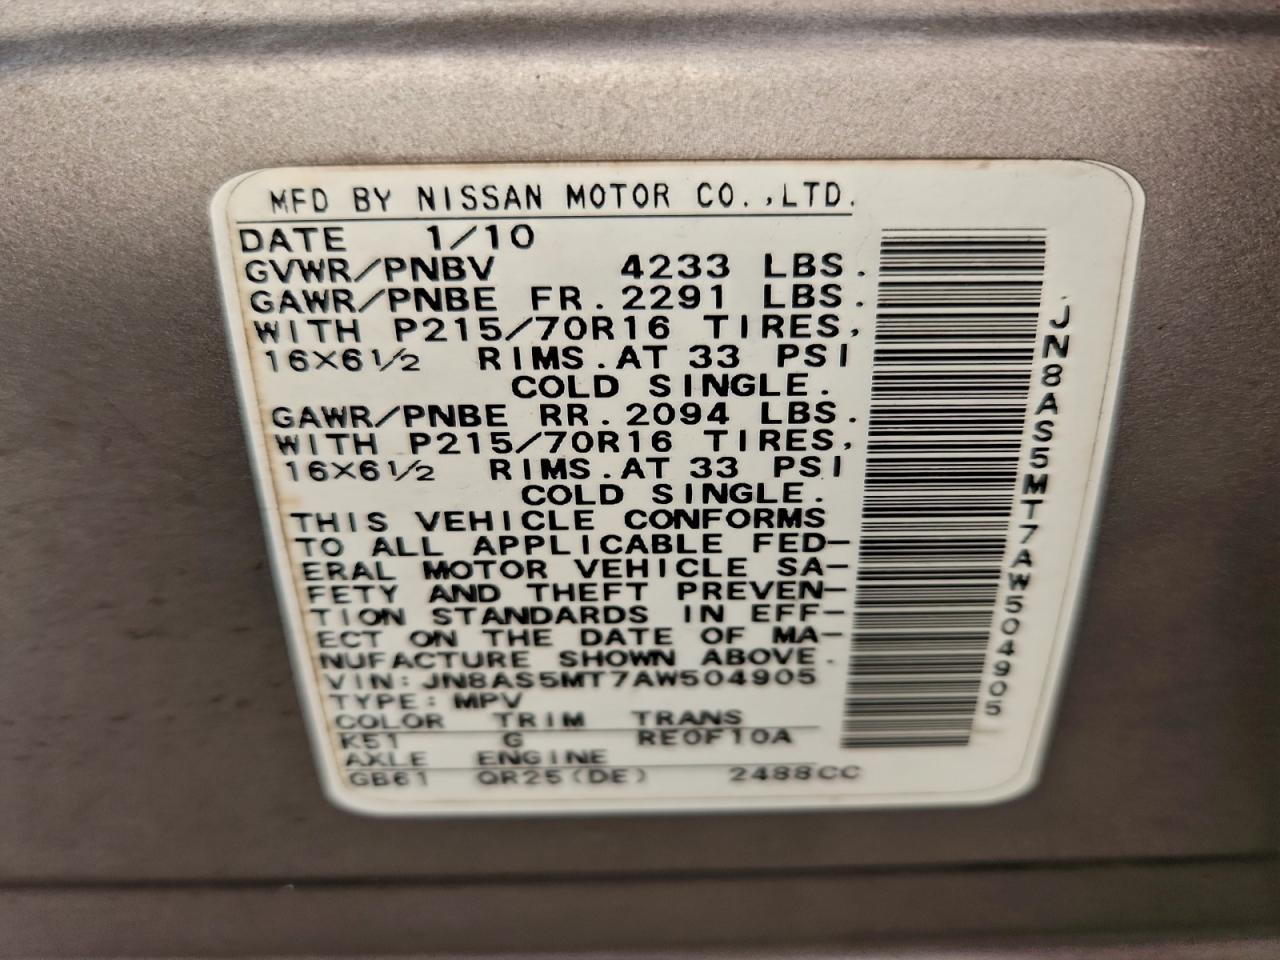 MFD BY NISSAN MOTOR CO.,LTD.
DATE 1/10
GVWR/PNBV 4233 LBS.
GAWR/PNBE FR. 2291 LBS.
WITH P215/70R16 TIRES,
16X6 1/2 RIMS.AT 33 PSI
COLD SINGLE.
GAWR/PNBE RR. 2094 LBS.
WITH P215/70R16 TIRES,
16X6 1/2 RIMS.AT 33 PSI
COLD SINGLE.
THIS VEHICLE CONFORMS
TO ALL APPLICABLE FED-
ERAL MOTOR VEHICLE SA-
FETY AND THEFT PREVEN-
TION STANDARDS IN EFF-
ECT ON THE DATE OF MA-
NUFACTURE SHOWN ABOVE.
VIN: JN8AS5MT7AW504905
TYPE: MPV
COLOR TRIM TRANS
K51 G RE0F10A
AXLE ENGINE
GB61 QR25(DE) 2488CC
JN8AS5MT7AW504905